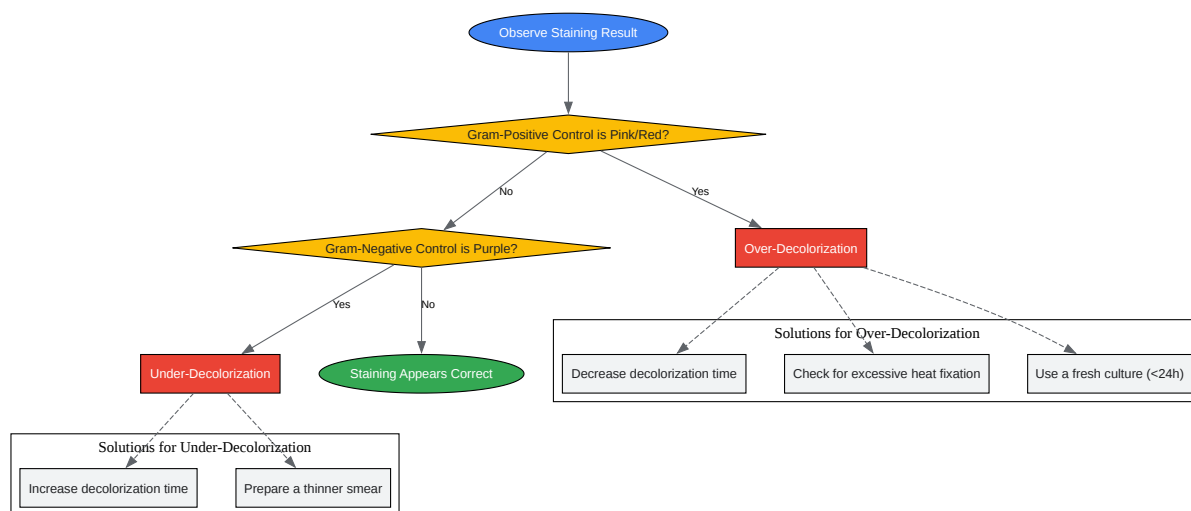 Observe Staining Result
Gram-Positive Control is Pink/Red?
No
Yes
Gram-Negative Control is Purple?
Over-Decolorization
Yes
No
Solutions for Over-Decolorization
Under-Decolorization
Staining Appears Correct
Decrease decolorization time
Check for excessive heat fixation
Use a fresh culture (<24h)
Solutions for Under-Decolorization
Increase decolorization time
Prepare a thinner smear